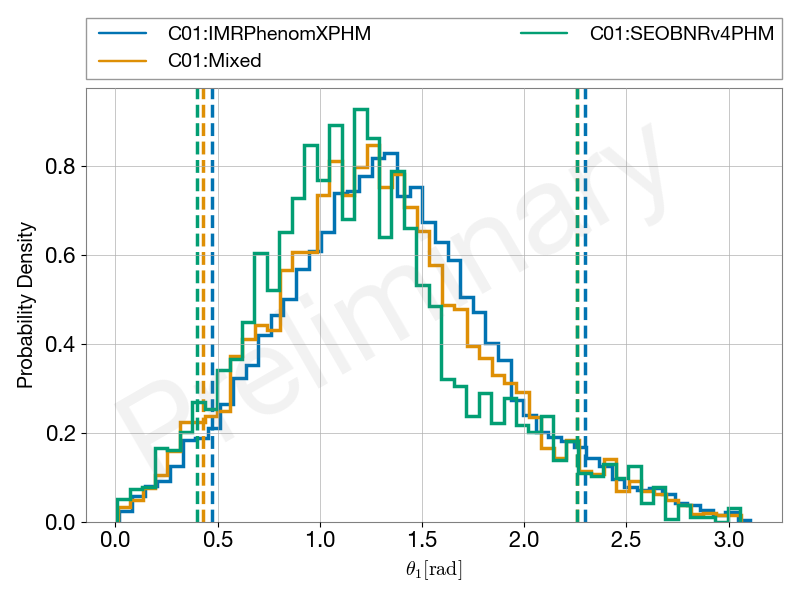 C01:IMRPhenomXPHM
C01:Mixed
C01:SEOBNRv4PHM
Preliminary
Probability Density
0.8
0.6
0.4
0.2
0.0
0.0 0.5 1.0 1.5 2.0 2.5 3.0
θ₁[rad]